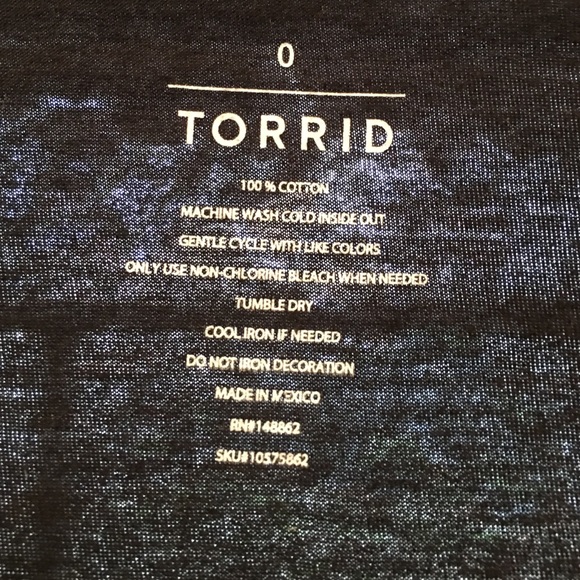 0
TORRID
100 % COTTON
MACHINE WASH COLD INSIDE OUT
GENTLE CYCLE WITH LIKE COLORS
ONLY USE NON-CHLORINE BLEACH WHEN NEEDED
TUMBLE DRY
COOL IRON IF NEEDED
DO NOT IRON DECORATION
MADE IN MEXICO
RN#148862
SKU#10575862